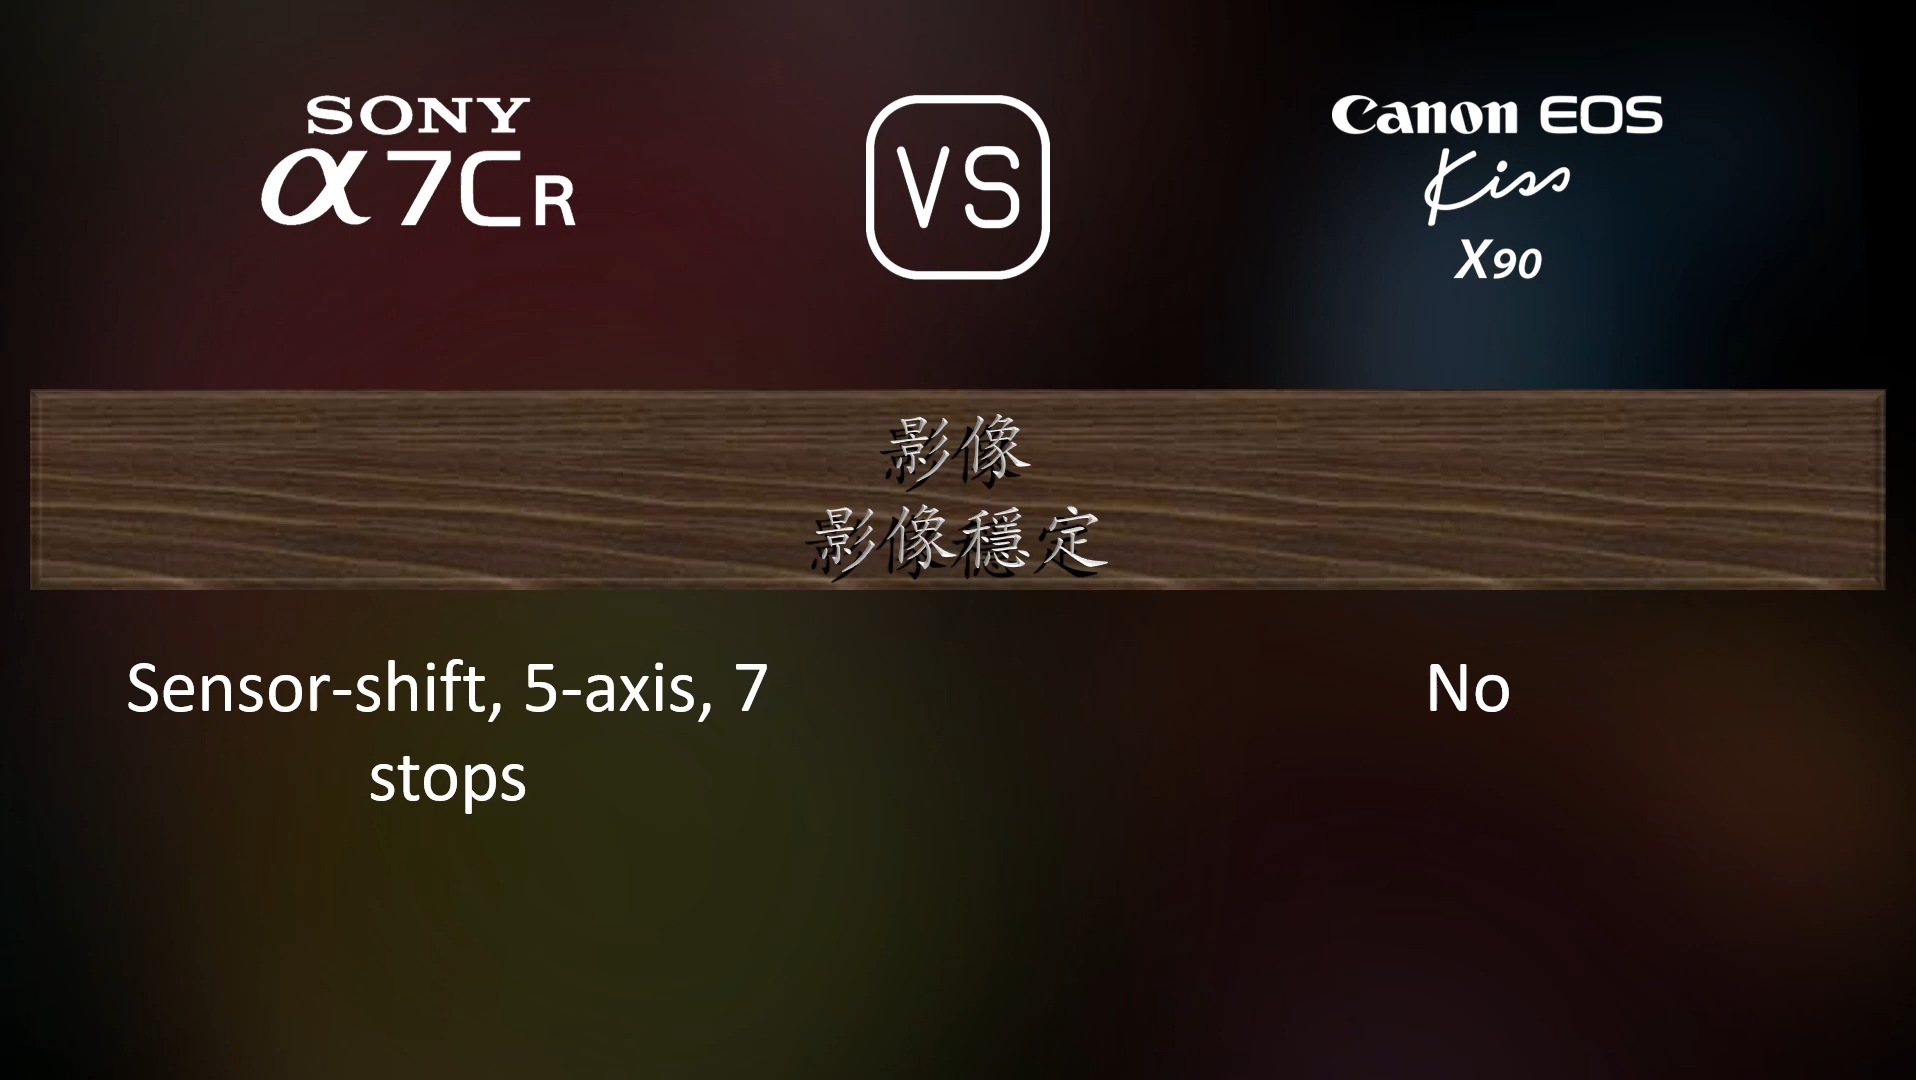 SONY
α7CR
VS
Canon EOS
Kiss
X90
影像
影像穩定
Sensor-shift, 5-axis, 7
stops
No